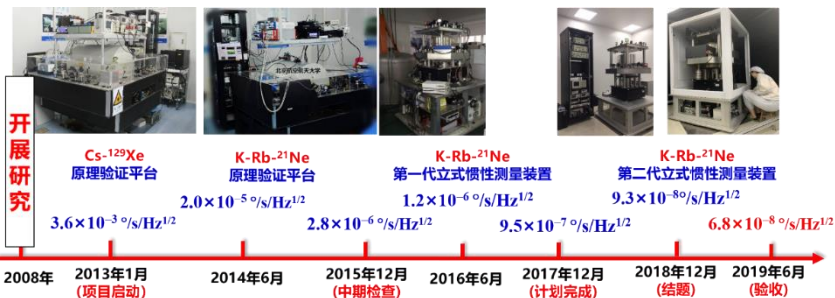 北京航空航天大学
开展研究
Cs-¹²⁹Xe
原理验证平台
K-Rb-²¹Ne
原理验证平台
K-Rb-²¹Ne
第一代立式惯性测量装置
K-Rb-²¹Ne
第二代立式惯性测量装置
3.6×10⁻³ °/s/Hz¹/²
2.0×10⁻⁵ °/s/Hz¹/²
2.8×10⁻⁶ °/s/Hz¹/²
1.2×10⁻⁶ °/s/Hz¹/²
9.5×10⁻⁷ °/s/Hz¹/²
9.3×10⁻⁸°/s/Hz¹/²
6.8×10⁻⁸ °/s/Hz¹/²
2008年
2013年1月
(项目启动)
2014年6月
2015年12月
(中期检查)
2016年6月
2017年12月
(计划完成)
2018年12月
(结题)
2019年6月
(验收)